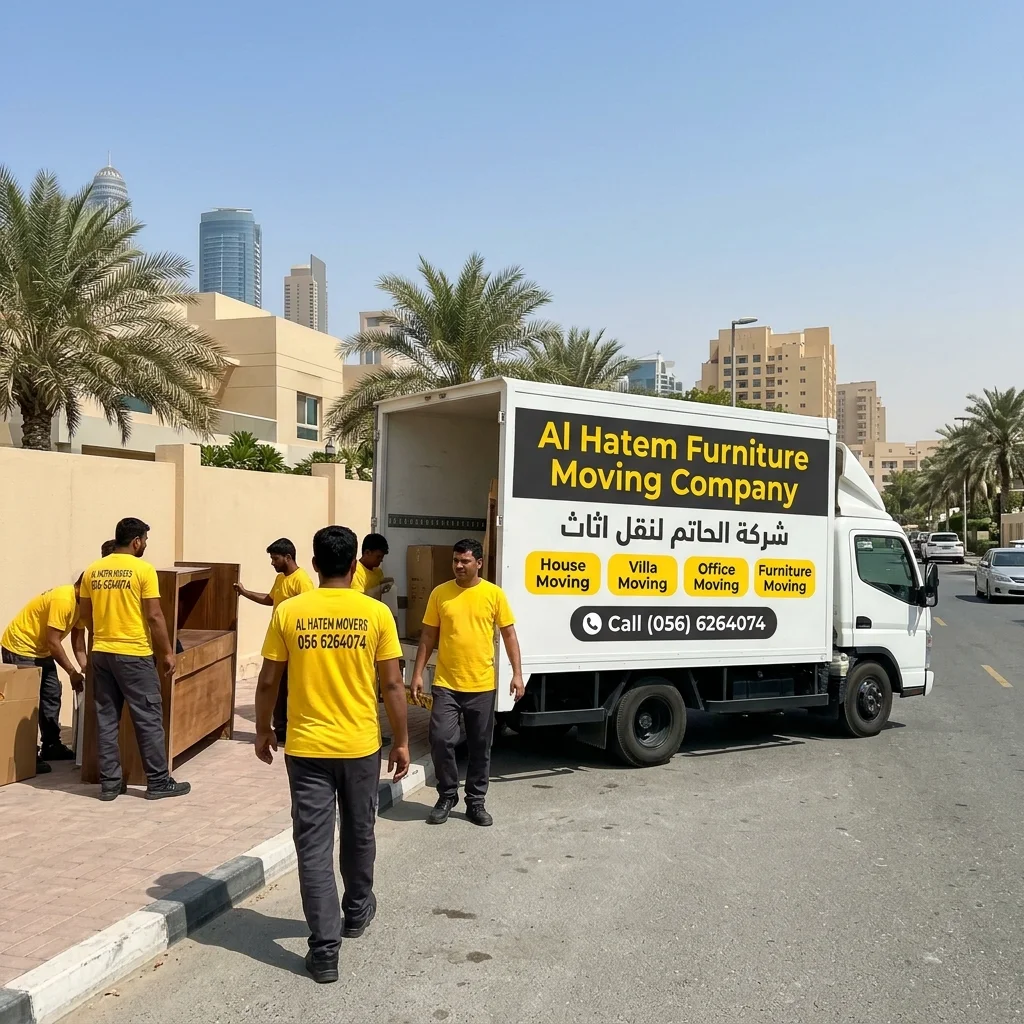 Al Hatem Furniture
Moving Company
شركة الحاتم لنقل اثاث
House
Moving
Villa
Moving
Office
Moving
Furniture
Moving
Call (056) 6264074
AL HATEM MOVERS
056 6264074